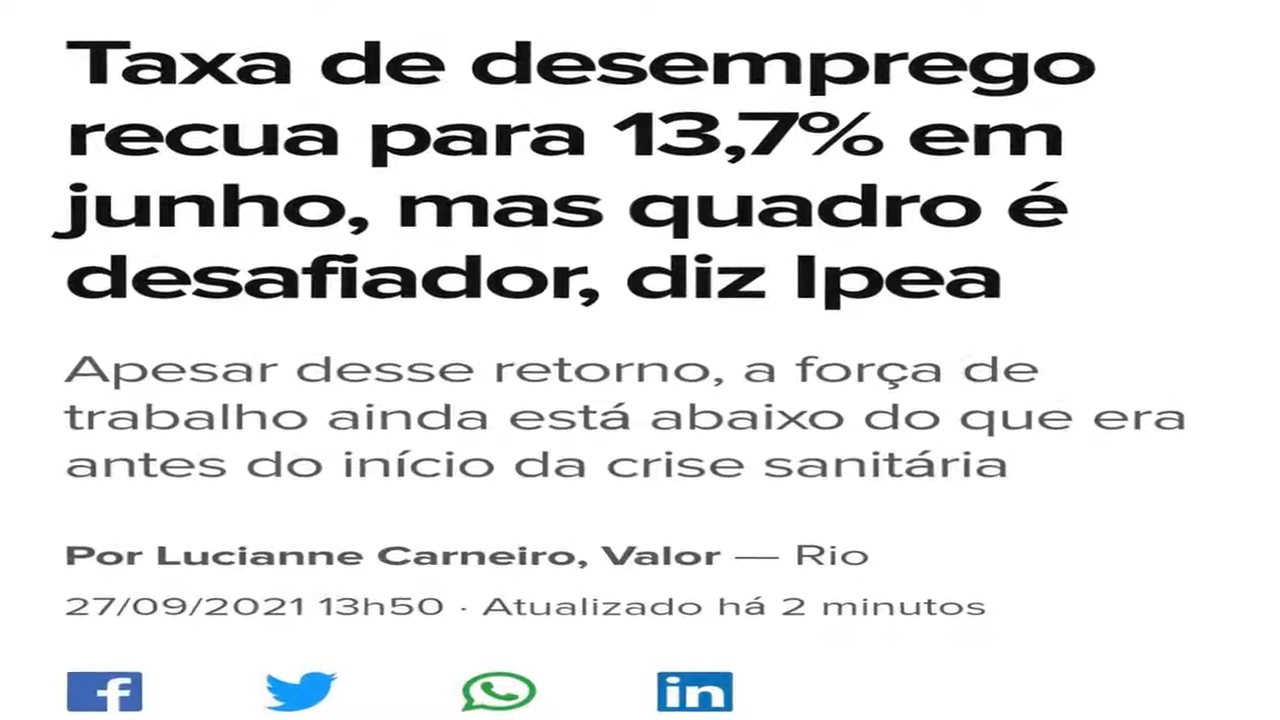 Taxa de desemprego
recua para 13,7% em
junho, mas quadro é
desafiador, diz Ipea
Apesar desse retorno, a força de
trabalho ainda está abaixo do que era
antes do início da crise sanitária
Por Lucianne Carneiro, Valor — Rio
27/09/2021 13h50 · Atualizado há 2 minutos
f
in